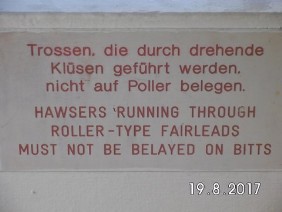 Trossen, die durch drehende
Klüsen geführt werden,
nicht auf Poller belegen.
HAWSERS RUNNING THROUGH
ROLLER-TYPE FAIRLEADS
MUST NOT BE BELAYED ON BITTS
19.8.2017